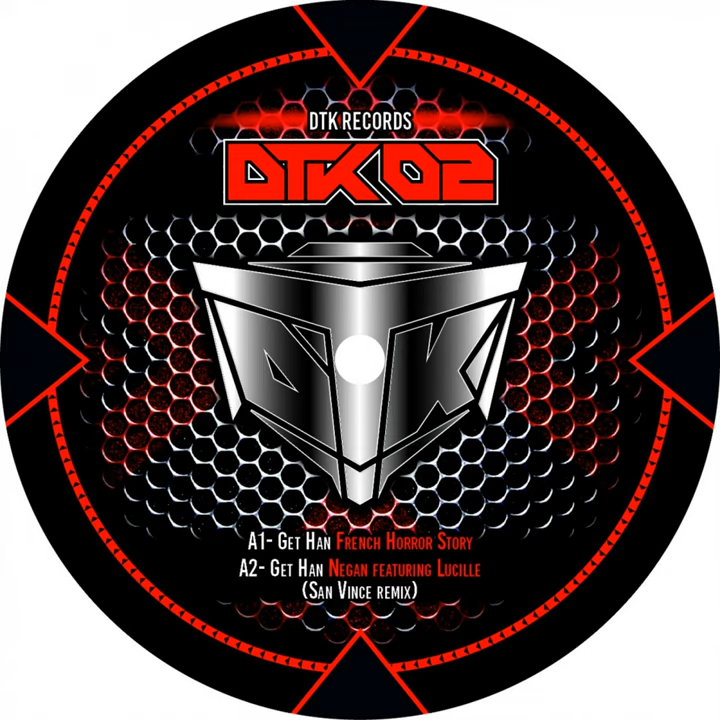 DTK RECORDS
DTK 02
DTK
A1- Get Han French Horror Story
A2- Get Han Negan featuring Lucille
(San Vince remix)